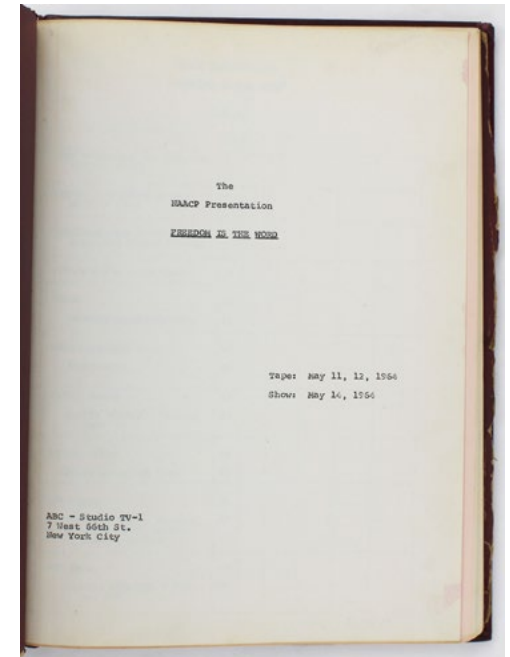 The
NAACP Presentation
FREEDOM IS THE WORD
Tape: May 11, 12, 1964
Show: May 14, 1964
ABC - Studio TV-1
7 West 66th St.
New York City